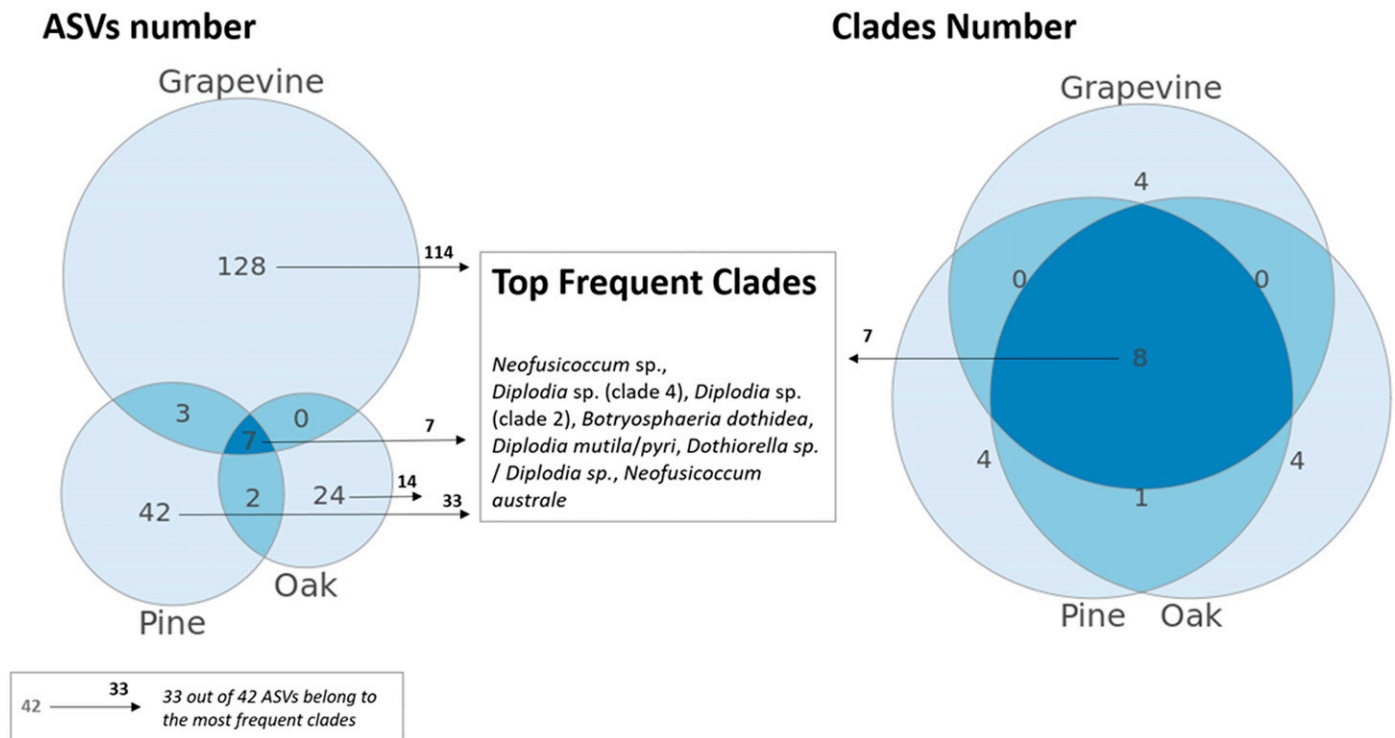 ASVs number
Grapevine
128
114
3
0
7
7
2
24
14
42
33
Oak
Pine
42
33
33 out of 42 ASVs belong to
the most frequent clades
Top Frequent Clades
Neofusicoccum sp.,
Diplodia sp. (clade 4), Diplodia sp.
(clade 2), Botryosphaeria dothidea,
Diplodia mutila/pyri, Dothiorella sp.
/ Diplodia sp., Neofusicoccum
australe
Clades Number
Grapevine
4
0
0
7
8
4
4
1
Pine
Oak